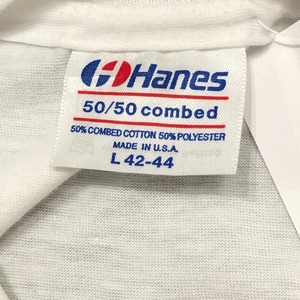 Hanes
50/50 combed
50% COMBED COTTON 50% POLYESTER
MADE IN U.S.A.
L 42-44